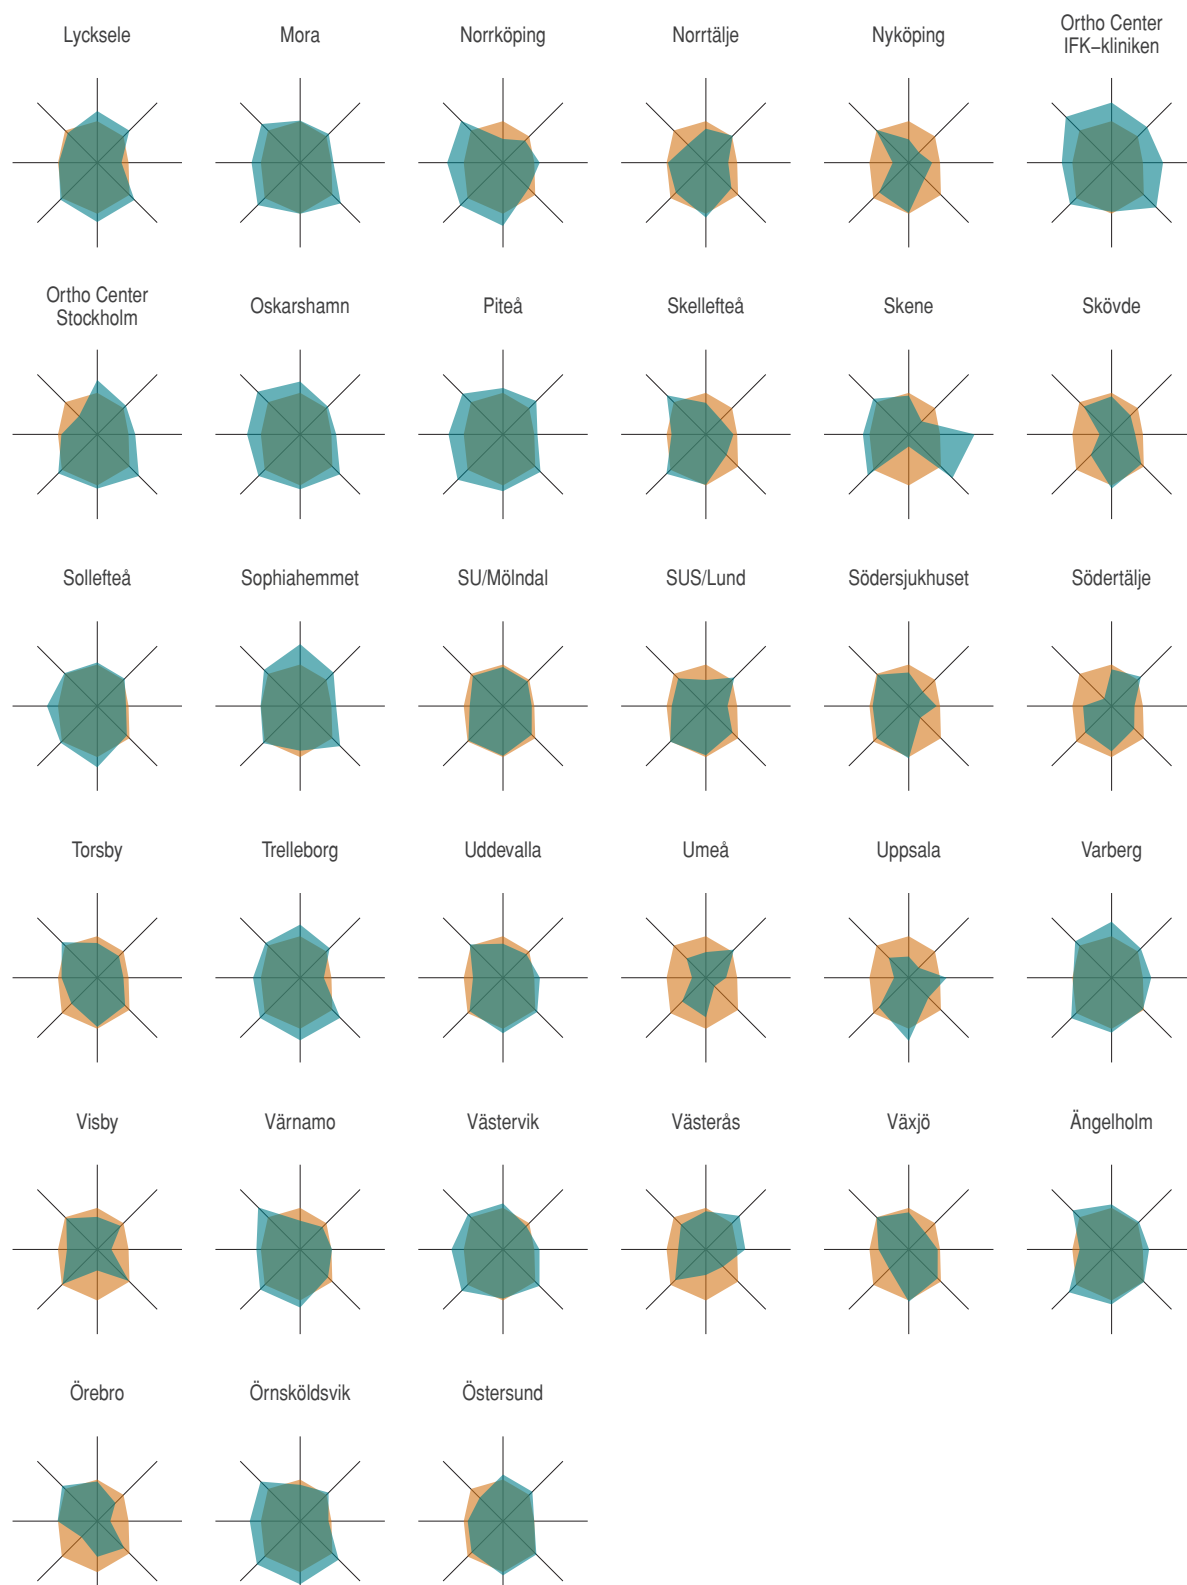 Lycksele
Mora
Norrköping
Norrtälje
Nyköping
Ortho Center
IFK–kliniken
Ortho Center
Stockholm
Oskarshamn
Piteå
Skellefteå
Skene
Skövde
Sollefteå
Sophiahemmet
SU/Mölndal
SUS/Lund
Södersjukhuset
Södertälje
Torsby
Trelleborg
Uddevalla
Umeå
Uppsala
Varberg
Visby
Värnamo
Västervik
Västerås
Växjö
Ängelholm
Örebro
Örnsköldsvik
Östersund